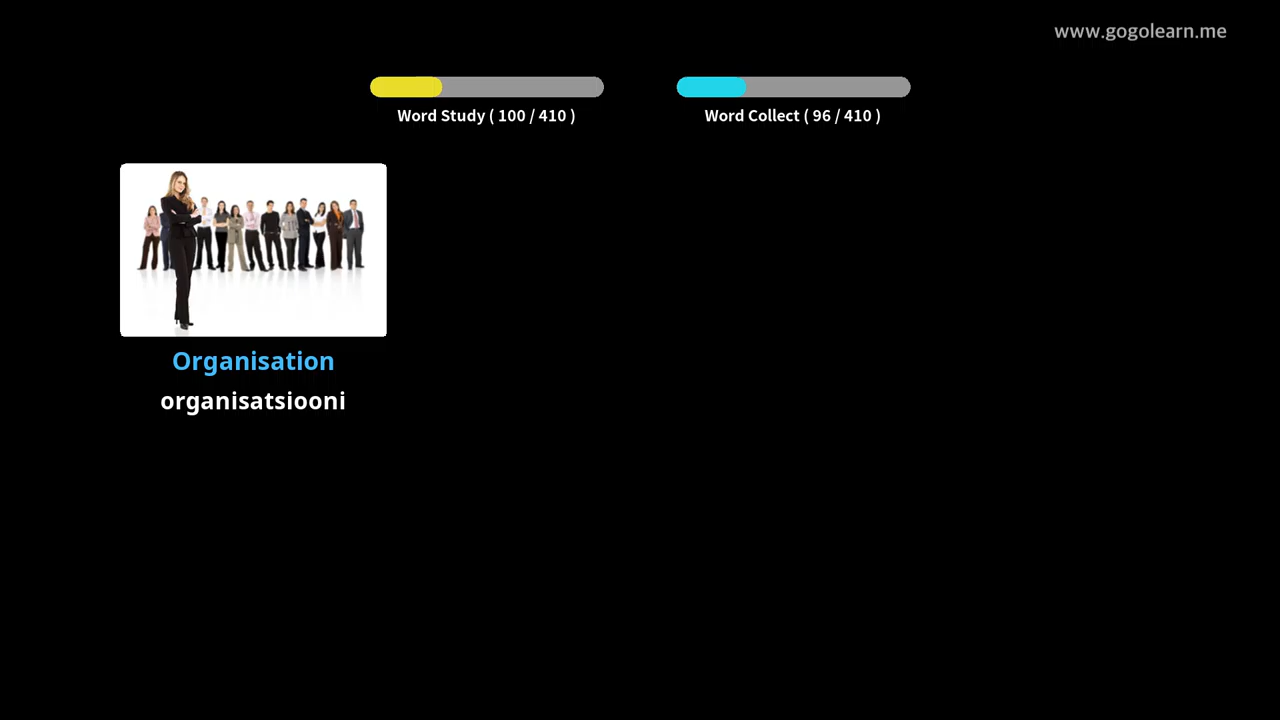 www.gogolearn.me
Word Study ( 100 / 410 )
Word Collect ( 96 / 410 )
Organisation
organisatsiooni